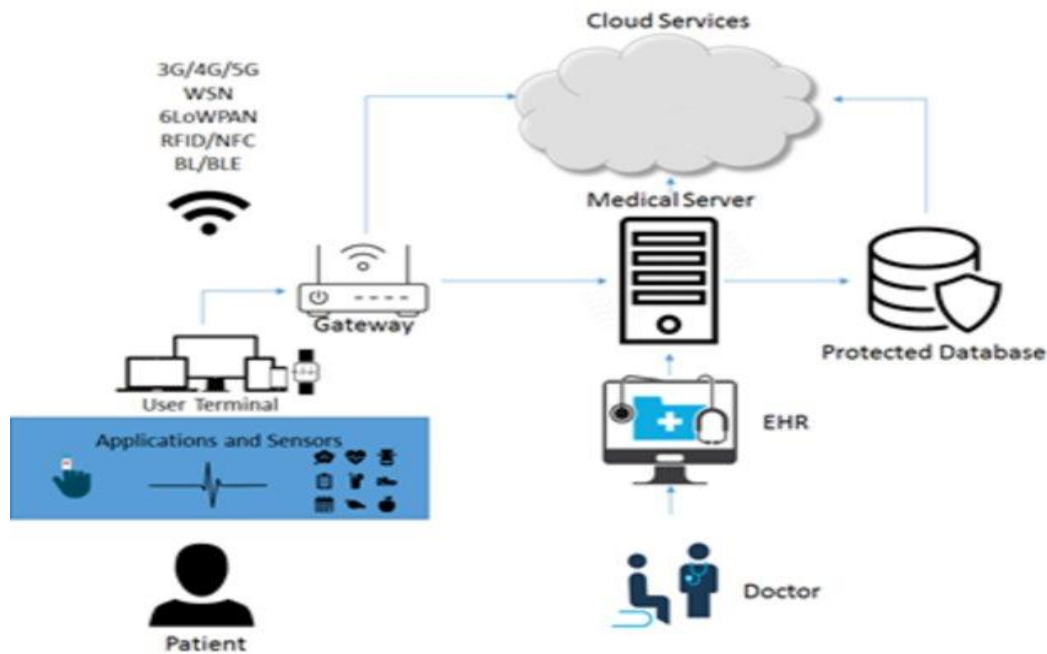 Cloud Services
3G/4G/5G
WSN
6LoWPAN
RFID/NFC
BL/BLE
Medical Server
Gateway
Protected Database
User Terminal
EHR
Applications and Sensors
Doctor
Patient